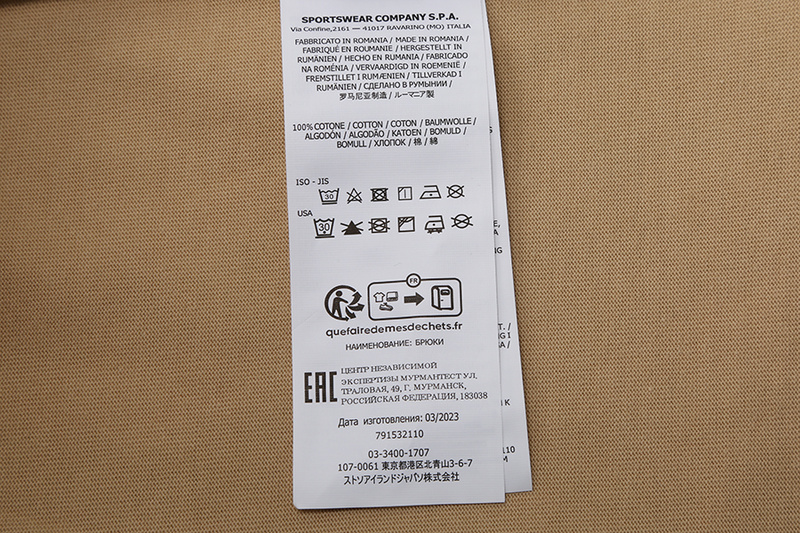 SPORTSWEAR COMPANY S.P.A.
Via Confine,2161 — 41017 RAVARINO (MO) ITALIA
FABBRICATO IN ROMANIA / MADE IN ROMANIA /
FABRIQUÉ EN ROUMANIE / HERGESTELLT IN
RUMÄNIEN / HECHO EN RUMANIA / FABRICADO
NA ROMÉNIA / VERVAARDIGD IN ROEMENIË /
FREMSTILLET I RUMÆNIEN / TILLVERKAD I
RUMÄNIEN / СДЕЛАНО В РУМЫНИИ /
罗马尼亚制造 / ルーマニア製
100% COTONE / COTTON / COTON / BAUMWOLLE /
ALGODÓN / ALGODÃO / KATOEN / BOMULD /
BOMULL / ХЛОПОК / 棉 / 綿
ISO - JIS
30
USA
30
FR
quefairedemesdechets.fr
НАИМЕНОВАНИЕ: БРЮКИ
EAC
ЦЕНТР НЕЗАВИСИМОЙ
ЭКСПЕРТИЗЫ МУРМАНТЕСТ УЛ.
ТРАЛОВАЯ, 49, Г. МУРМАНСК,
РОССИЙСКАЯ ФЕДЕРАЦИЯ, 183038
Дата изготовления: 03/2023
791532110
03-3400-1707
107-0061 東京都港区北青山3-6-7
ストソアイランドジャパソ株式会社